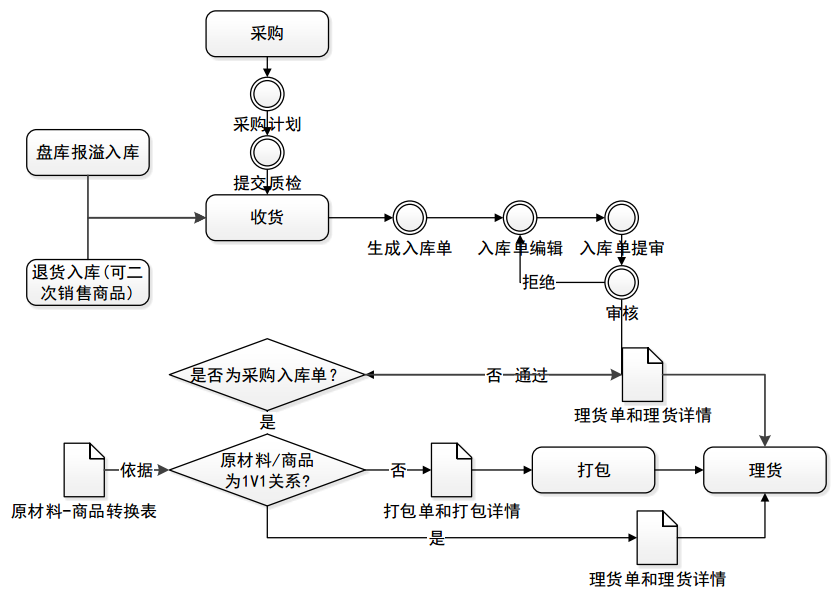 采购
采购计划
盘库报溢入库
提交质检
收货
生成入库单
入库单编辑
入库单提审
退货入库(可二
次销售商品)
拒绝
审核
是否为采购入库单?
否
通过
理货单和理货详情
是
原材料/商品
为1V1关系?
依据
否
打包
理货
原材料-商品转换表
打包单和打包详情
是
理货单和理货详情